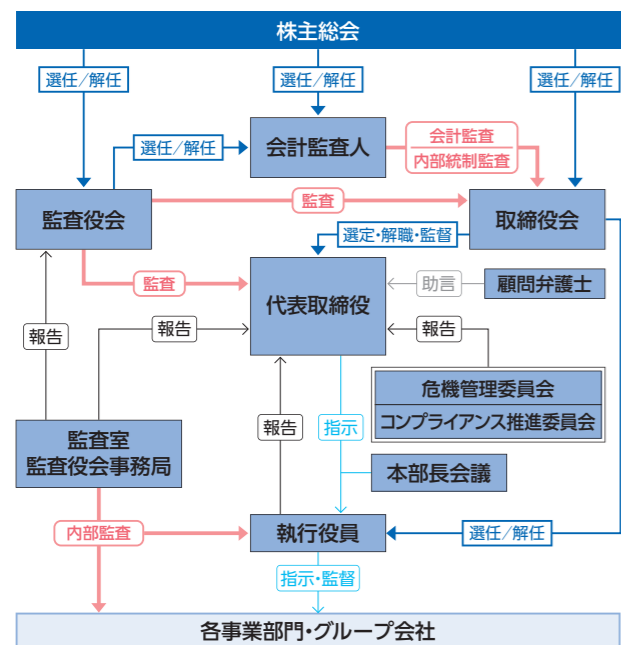 株主総会
選任/解任
選任/解任
選任/解任
会計監査人
会計監査
内部統制監査
選任/解任
監査役会
監査
取締役会
選定・解職・監督
監査
代表取締役
助言
顧問弁護士
報告
報告
報告
危機管理委員会
コンプライアンス推進委員会
監査室
監査役会事務局
報告
指示
本部長会議
内部監査
執行役員
選任/解任
指示・監督
各事業部門・グループ会社